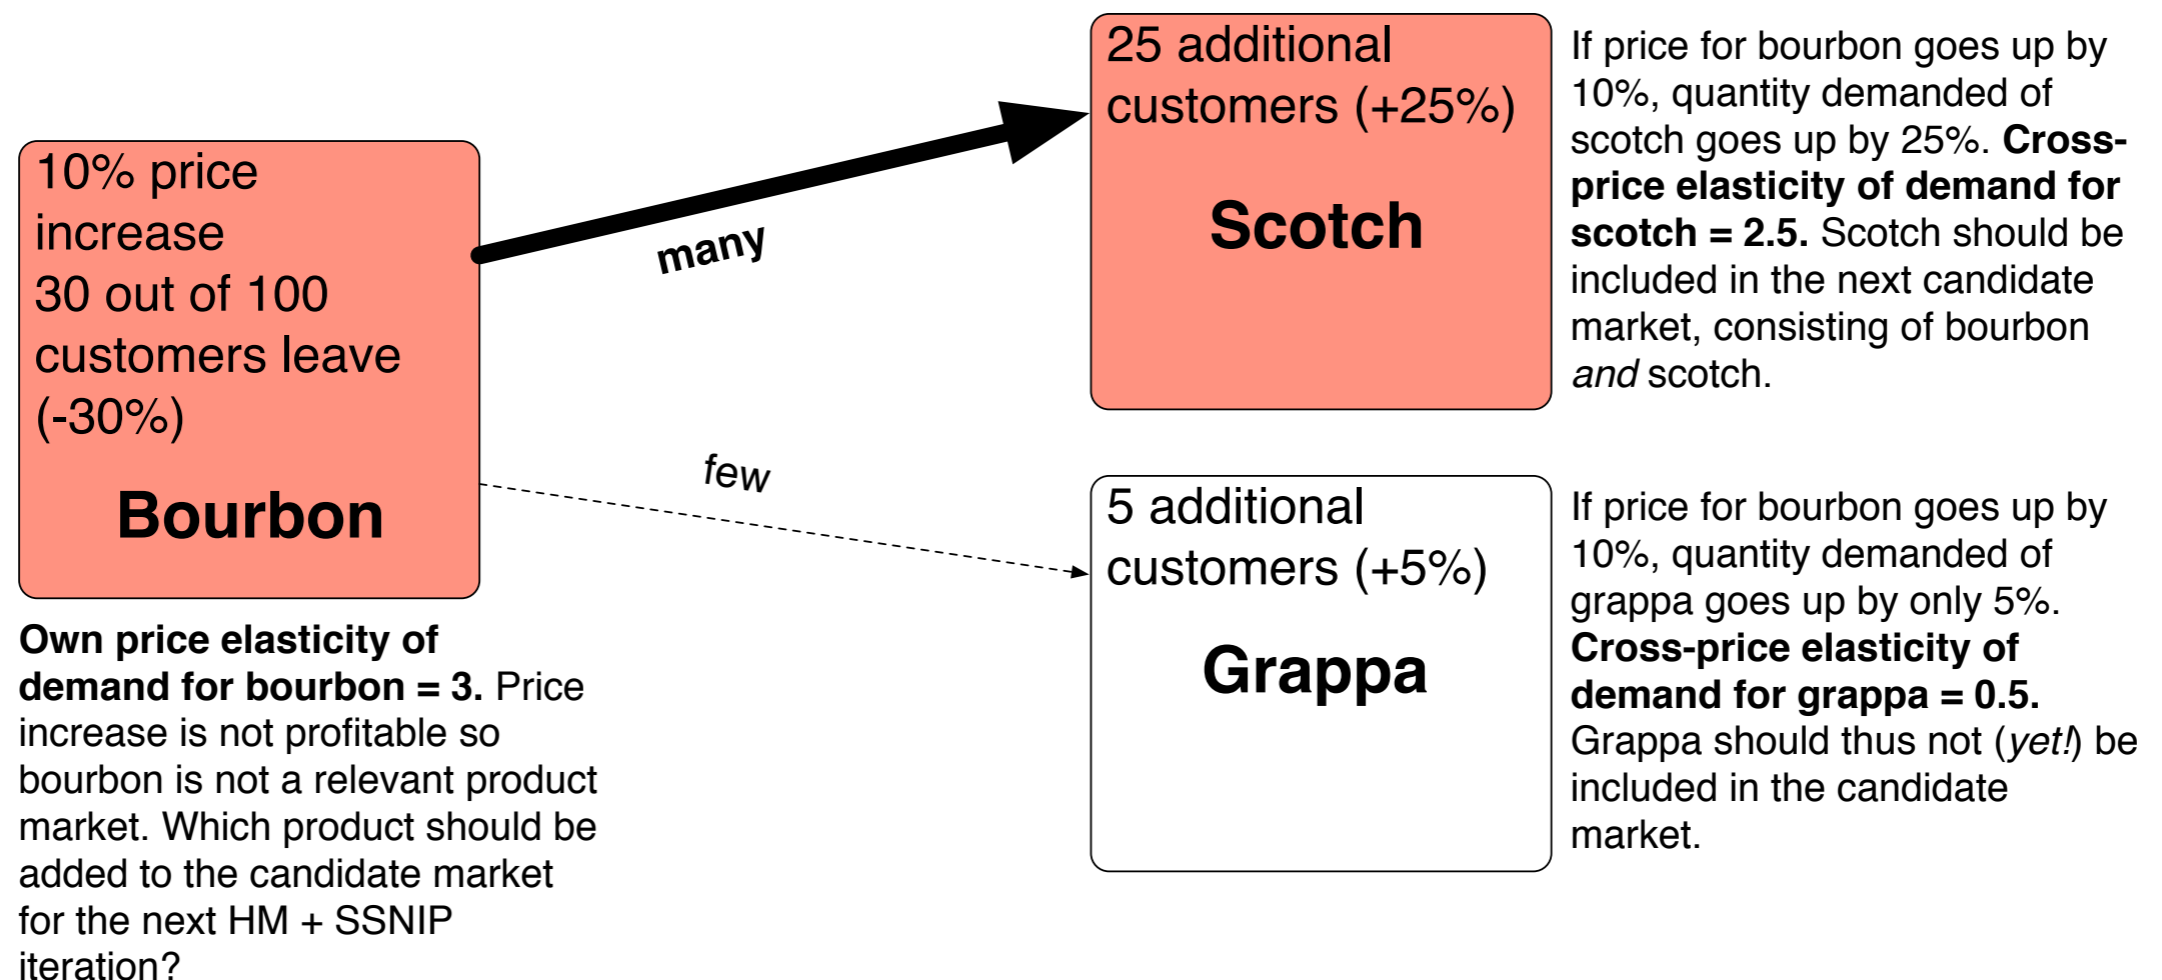 10% price
increase
30 out of 100
customers leave
(-30%)
Bourbon
Own price elasticity of
demand for bourbon = 3. Price
increase is not profitable so
bourbon is not a relevant product
market. Which product should be
added to the candidate market
for the next HM + SSNIP
iteration?
many
few
25 additional
customers (+25%)
Scotch
If price for bourbon goes up by
10%, quantity demanded of
scotch goes up by 25%. Cross-
price elasticity of demand for
scotch = 2.5. Scotch should be
included in the next candidate
market, consisting of bourbon
and scotch.
5 additional
customers (+5%)
Grappa
If price for bourbon goes up by
10%, quantity demanded of
grappa goes up by only 5%.
Cross-price elasticity of
demand for grappa = 0.5.
Grappa should thus not (yet!) be
included in the candidate
market.